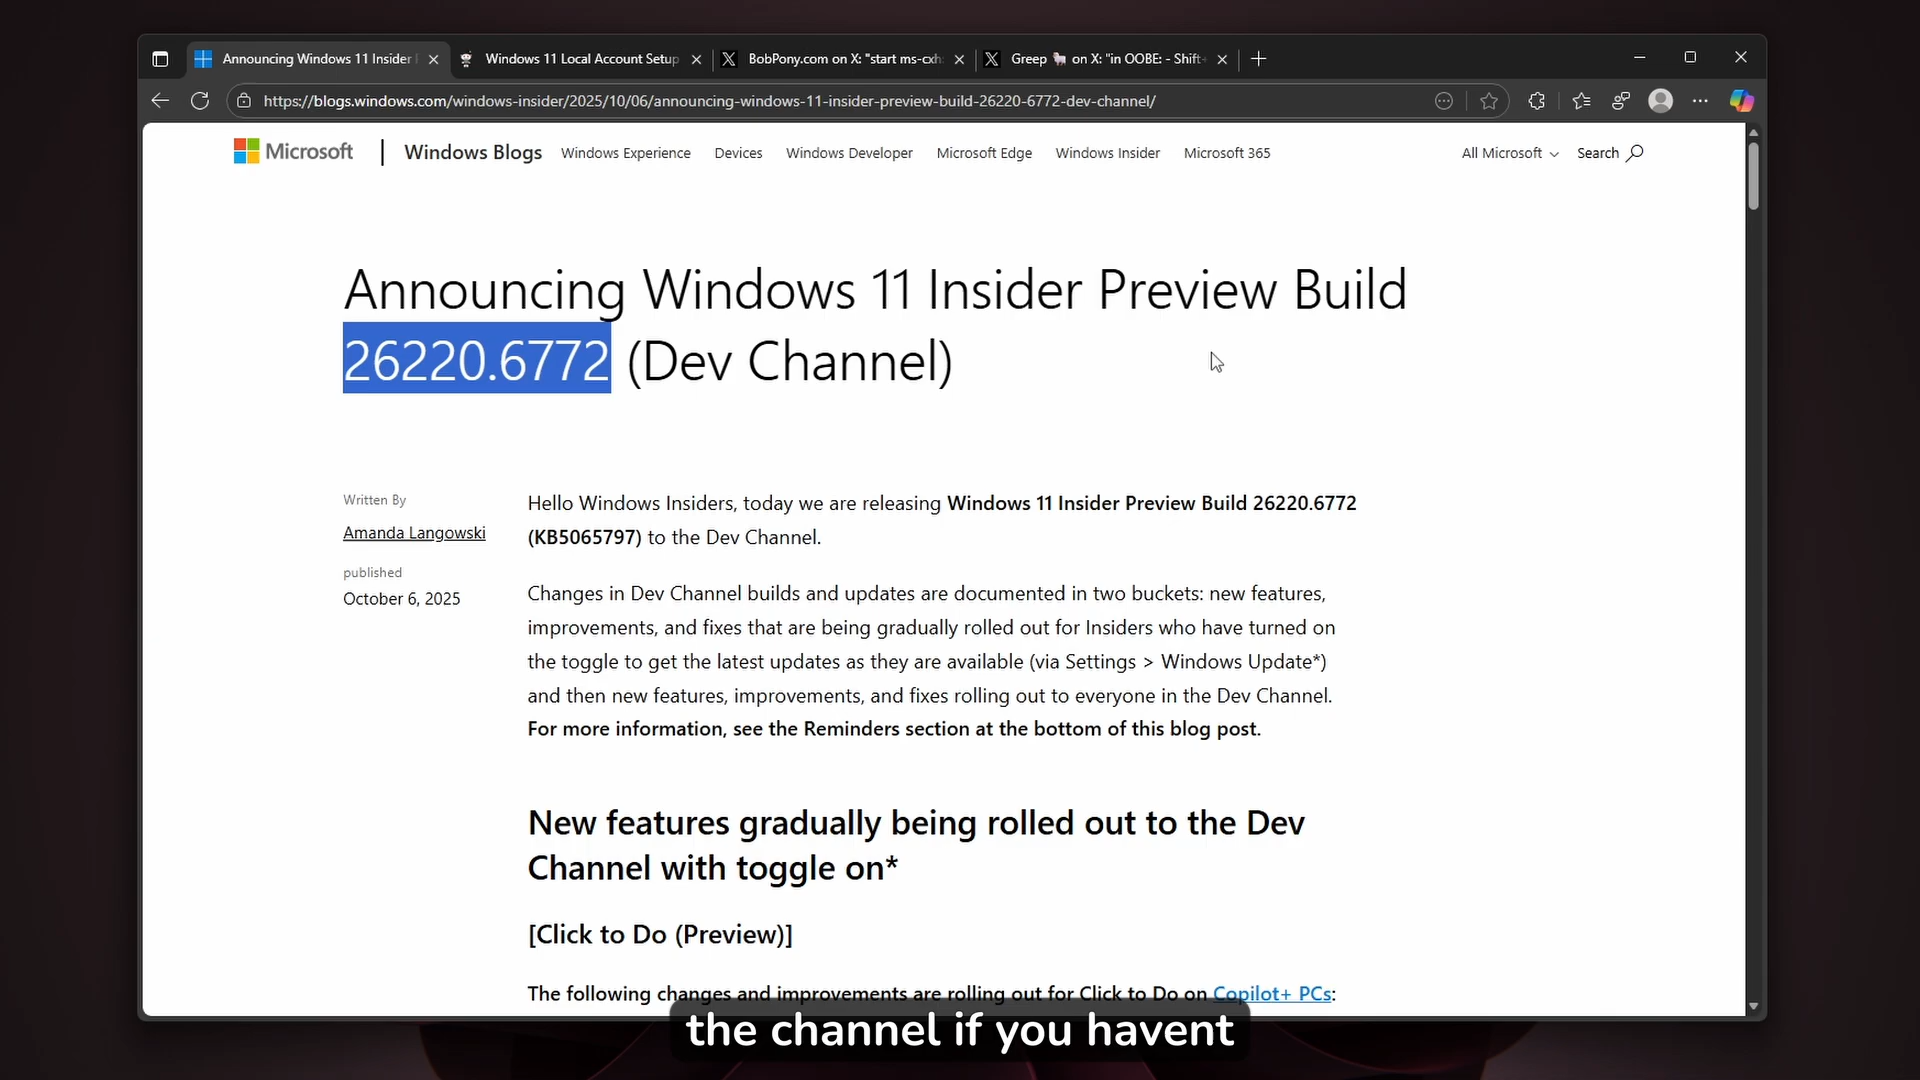 Announcing Windows 11 Insider P
Windows 11 Local Account Setup
BobPony.com on X: "start ms-cxh:
Greep 🐏 on X: "in OOBE: - Shift+
https://blogs.windows.com/windows-insider/2025/10/06/announcing-windows-11-insider-preview-build-26220-6772-dev-channel/
Microsoft
Windows Blogs
Windows Experience
Devices
Windows Developer
Microsoft Edge
Windows Insider
Microsoft 365
All Microsoft
Search
Announcing Windows 11 Insider Preview Build
26220.6772 (Dev Channel)
Written By
Amanda Langowski
published
October 6, 2025
Hello Windows Insiders, today we are releasing Windows 11 Insider Preview Build 26220.6772
(KB5065797) to the Dev Channel.
Changes in Dev Channel builds and updates are documented in two buckets: new features,
improvements, and fixes that are being gradually rolled out for Insiders who have turned on
the toggle to get the latest updates as they are available (via Settings > Windows Update*)
and then new features, improvements, and fixes rolling out to everyone in the Dev Channel.
For more information, see the Reminders section at the bottom of this blog post.
New features gradually being rolled out to the Dev
Channel with toggle on*
[Click to Do (Preview)]
The following changes and improvements are rolling out for Click to Do on Copilot+ PCs:
the channel if you havent